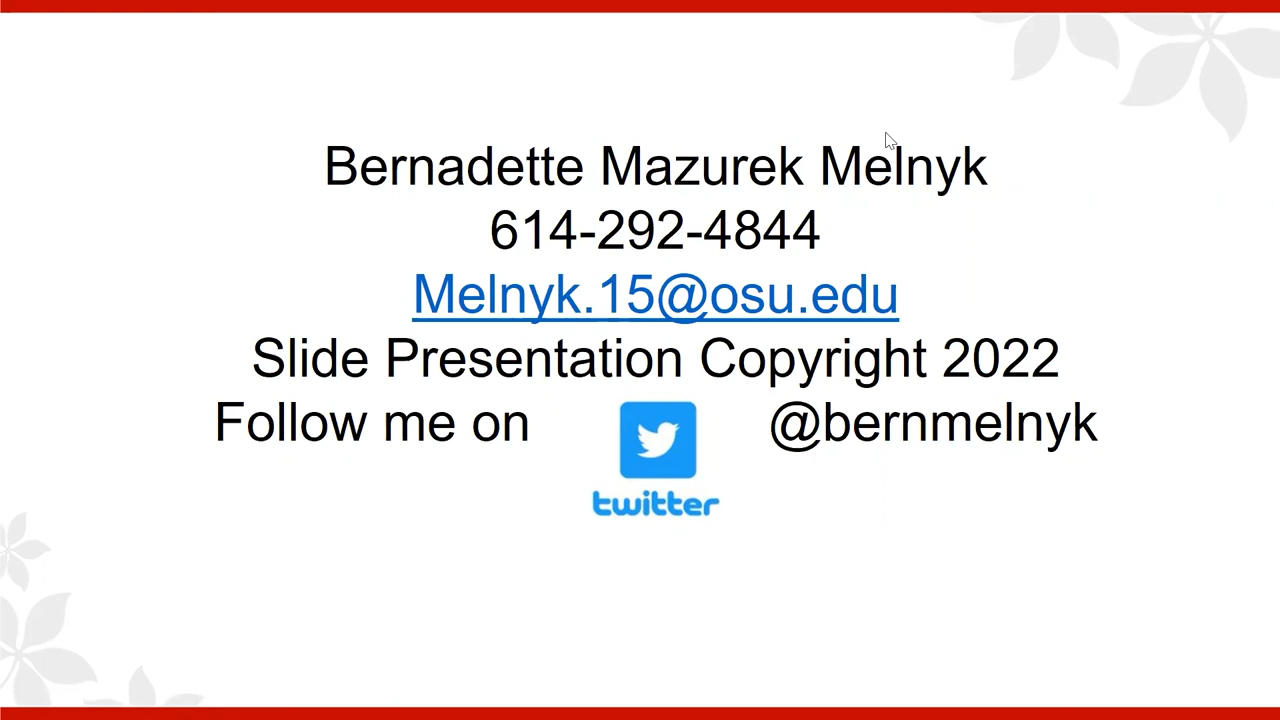 Bernadette Mazurek Melnyk
614-292-4844
Melnyk.15@osu.edu
Slide Presentation Copyright 2022
Follow me on @bernmelnyk
twitter